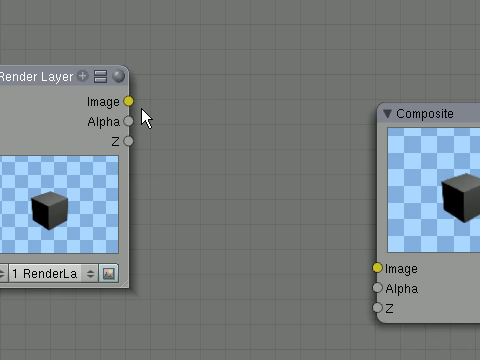 Render Layer
Image
Alpha
Z
1 RenderLa
Composite
Image
Alpha
Z